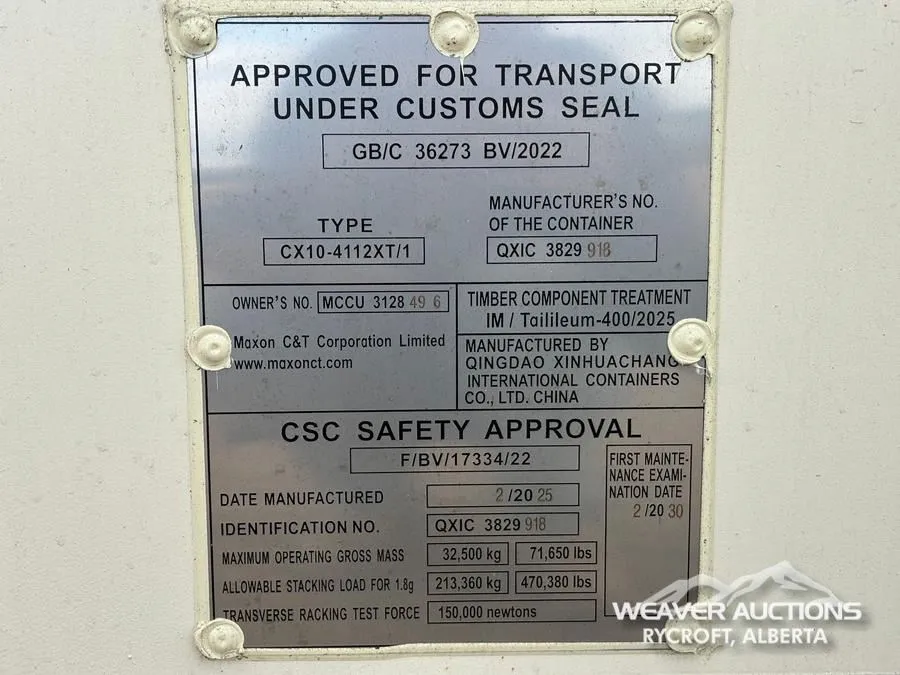 APPROVED FOR TRANSPORT
UNDER CUSTOMS SEAL
GB/C 36273 BV/2022
TYPE
CX10-4112XT/1
MANUFACTURER'S NO.
OF THE CONTAINER
QXIC 3829 918
OWNER'S NO. MCCU 3128 49 6
Maxon C&T Corporation Limited
www.maxonct.com
TIMBER COMPONENT TREATMENT
IM / Tailileum-400/2025
MANUFACTURED BY
QINGDAO XINHUACHANG
INTERNATIONAL CONTAINERS
CO., LTD. CHINA
CSC SAFETY APPROVAL
F/BV/17334/22
DATE MANUFACTURED 2/20 25
IDENTIFICATION NO. QXIC 3829 918
MAXIMUM OPERATING GROSS MASS 32,500 kg 71,650 lbs
ALLOWABLE STACKING LOAD FOR 1.8g 213,360 kg 470,380 lbs
TRANSVERSE RACKING TEST FORCE 150,000 newtons
FIRST MAINTE-
NANCE EXAMI-
NATION DATE
2/20 30
WEAVER AUCTIONS
RYCROFT, ALBERTA